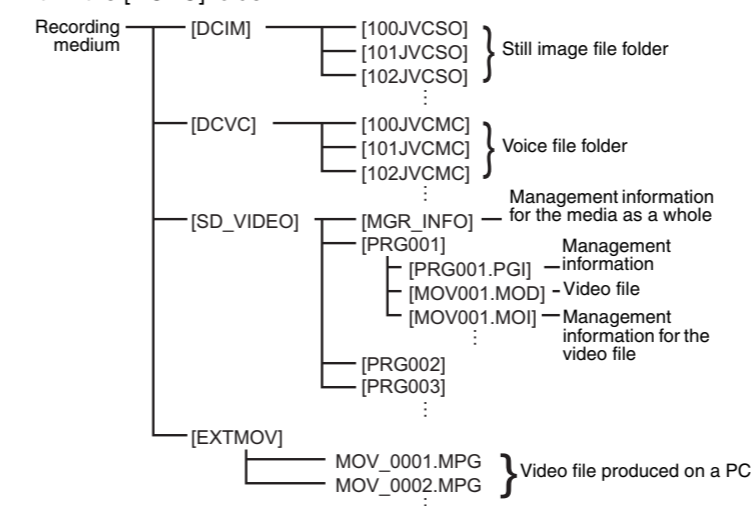 Recording medium
[DCIM]
[100JVCSO]
[101JVCSO]
[102JVCSO]
Still image file folder
[DCVC]
[100JVCMC]
[101JVCMC]
[102JVCMC]
Voice file folder
[SD_VIDEO]
[MGR_INFO]
Management information
for the media as a whole
[PRG001]
[PRG001.PGI]
Management
information
[MOV001.MOD]
Video file
[MOV001.MOI]
Management
information for the
video file
[PRG002]
[PRG003]
[EXTMOV]
MOV_0001.MPG
MOV_0002.MPG
Video file produced on a PC